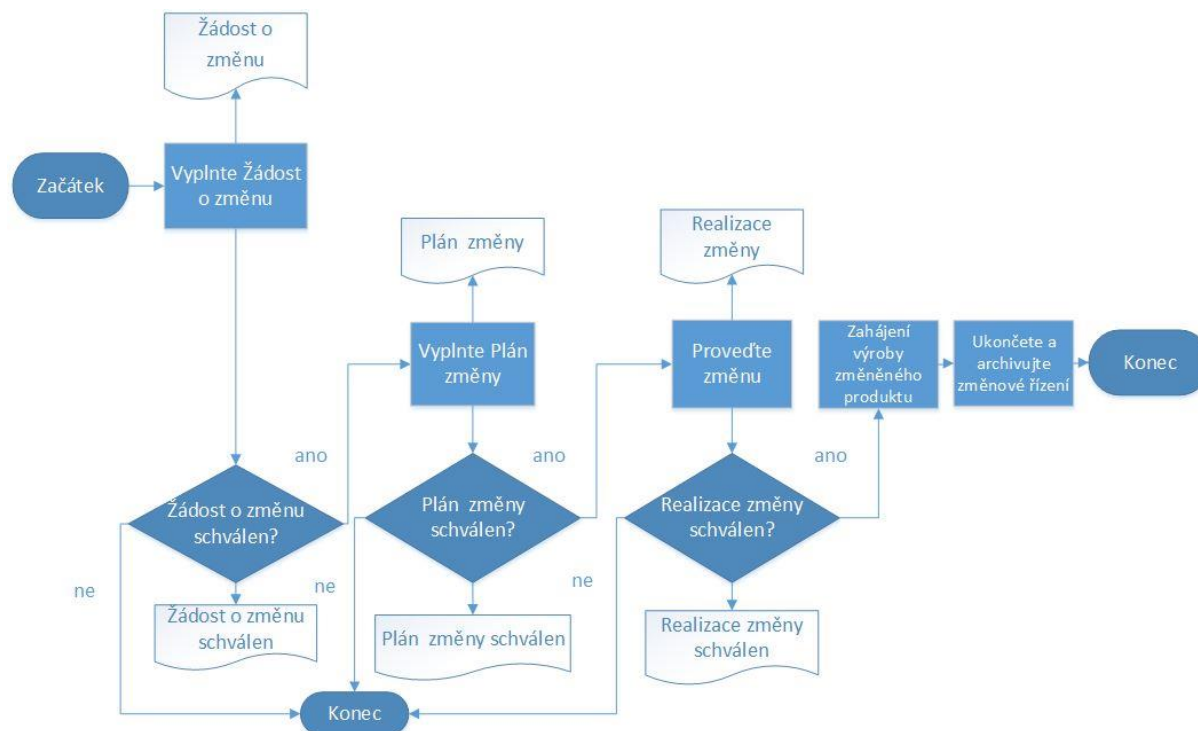 Žádost o
změnu
Začátek
Vyplnte Žádost
o změnu
Plán změny
Realizace
změny
Vyplnte Plán
změny
Proveďte
změnu
Zahájení
výroby
změněného
produktu
Ukončete a
archivujte
změnové řízení
Konec
ano
ano
ano
Žádost o změnu
schválen?
Plán změny
schválen?
Realizace změny
schválen?
ne
ne
ne
Žádost o změnu
schválen
Plán změny schválen
Realizace změny
schválen
Konec